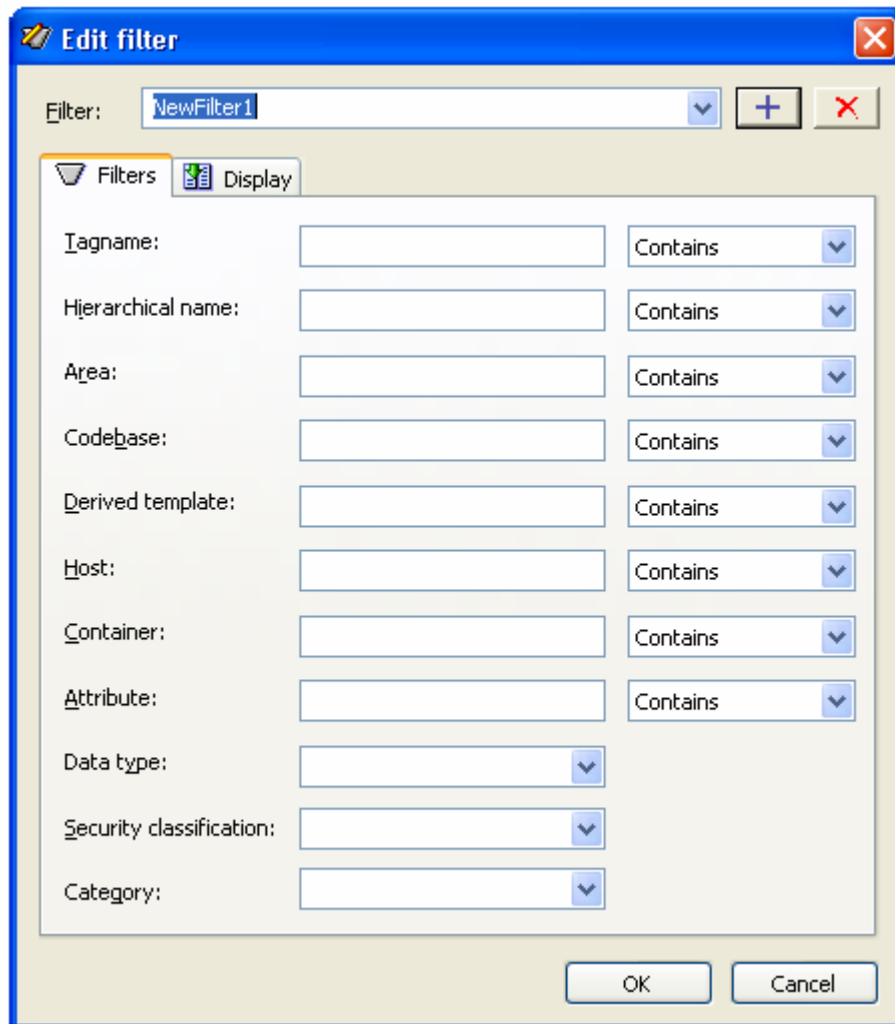 Edit filter
Filter: NewFilter1
Filters Display
Tagname: Contains
Hierarchical name: Contains
Area: Contains
Codebase: Contains
Derived template: Contains
Host: Contains
Container: Contains
Attribute: Contains
Data type:
Security classification:
Category:
OK Cancel